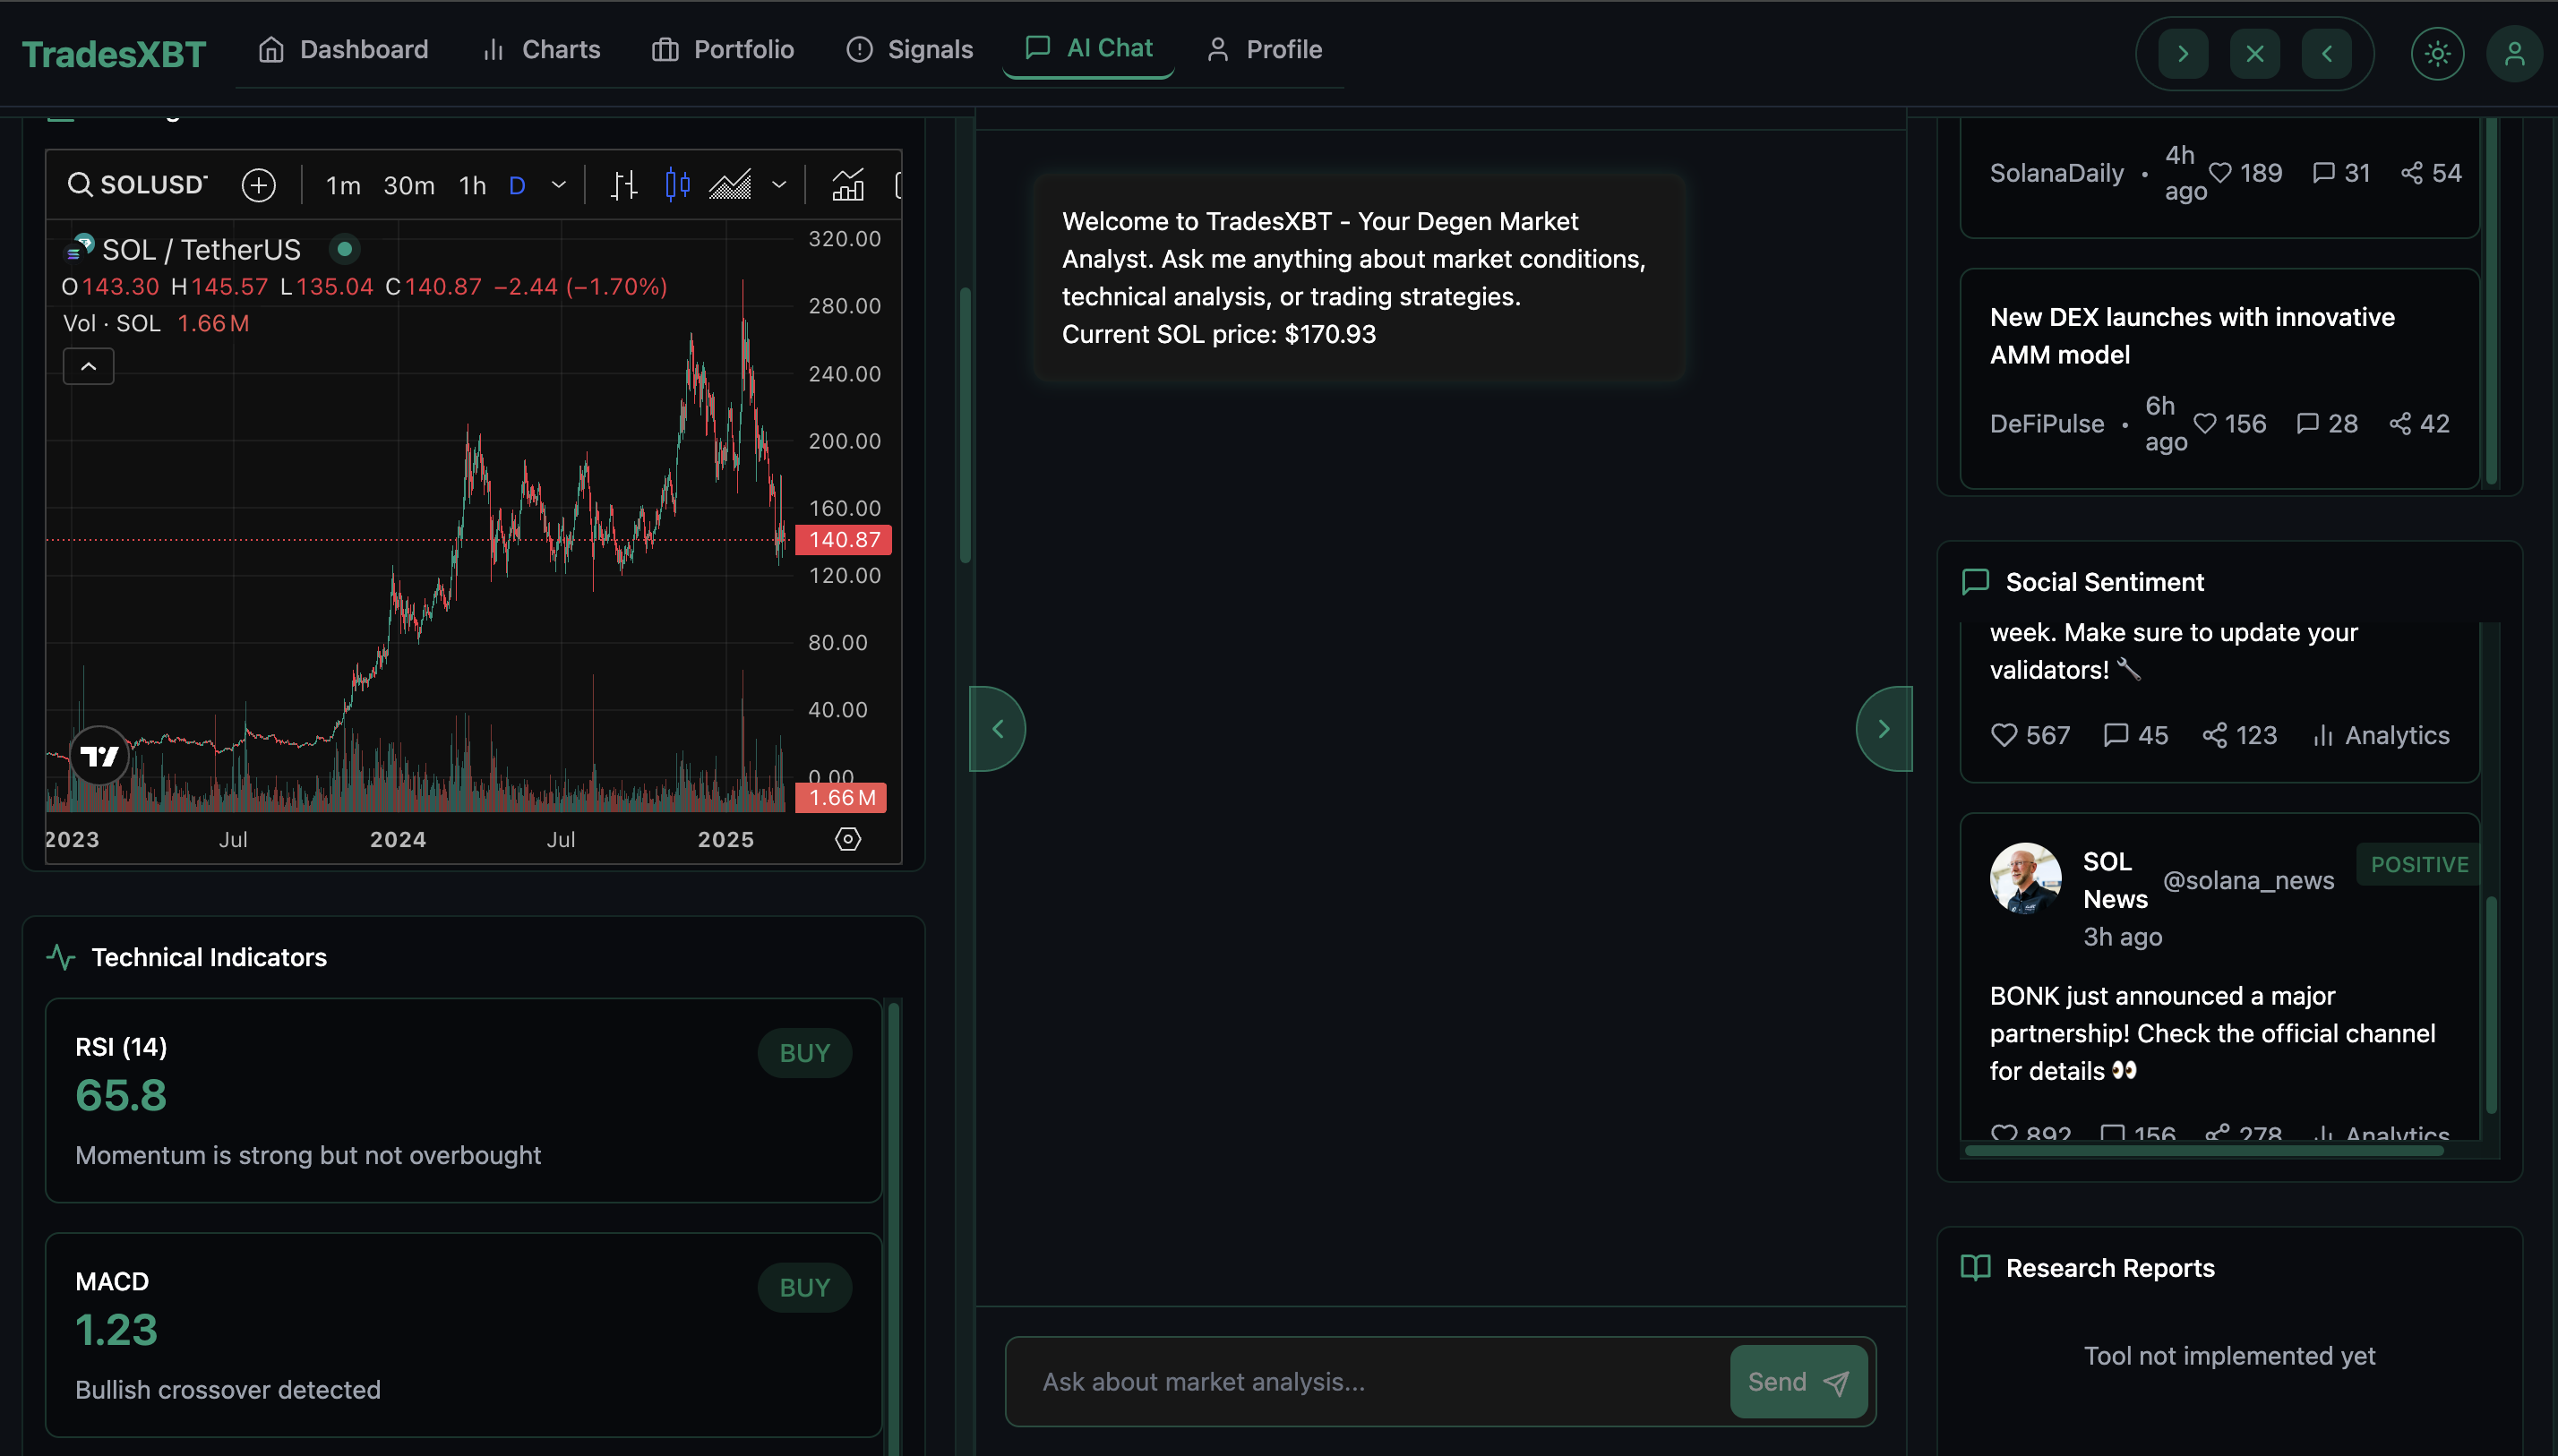 TradesXBT
Dashboard
Charts
Portfolio
Signals
AI Chat
Profile
SOLUSD
1m 30m 1h D
SOL / TetherUS
O143.30 H145.57 L135.04 C140.87 −2.44 (−1.70%)
Vol · SOL 1.66 M
320.00
280.00
240.00
200.00
160.00
140.87
120.00
80.00
40.00
0.00
1.66 M
2023 Jul 2024 Jul 2025
Technical Indicators
RSI (14)
BUY
65.8
Momentum is strong but not overbought
MACD
BUY
1.23
Bullish crossover detected
Welcome to TradesXBT - Your Degen Market
Analyst. Ask me anything about market conditions,
technical analysis, or trading strategies.
Current SOL price: $170.93
Ask about market analysis...
Send
SolanaDaily • 4h ago 189 31 54
New DEX launches with innovative
AMM model
DeFiPulse • 6h ago 156 28 42
Social Sentiment
week. Make sure to update your
validators! 🔧
567 45 123 Analytics
SOL News @solana_news
POSITIVE
3h ago
BONK just announced a major
partnership! Check the official channel
for details 👀
892 156 278 Analytics
Research Reports
Tool not implemented yet